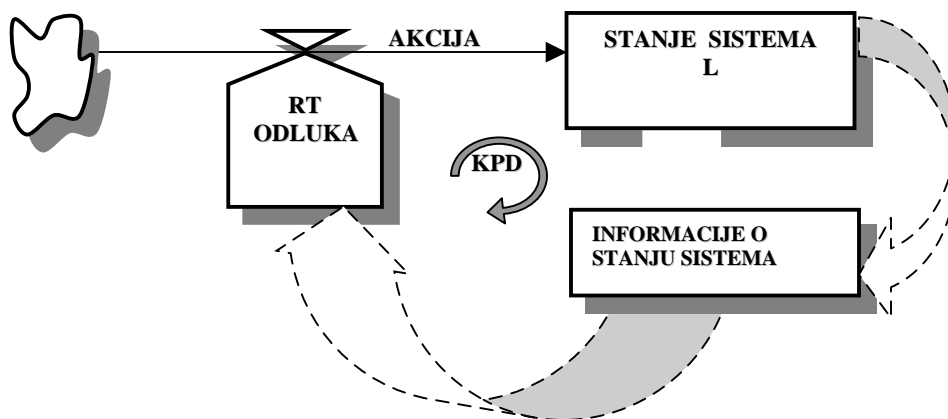 AKCIJA
STANJE SISTEMA
L
RT
ODLUKA
KPD
INFORMACIJE O
STANJU SISTEMA